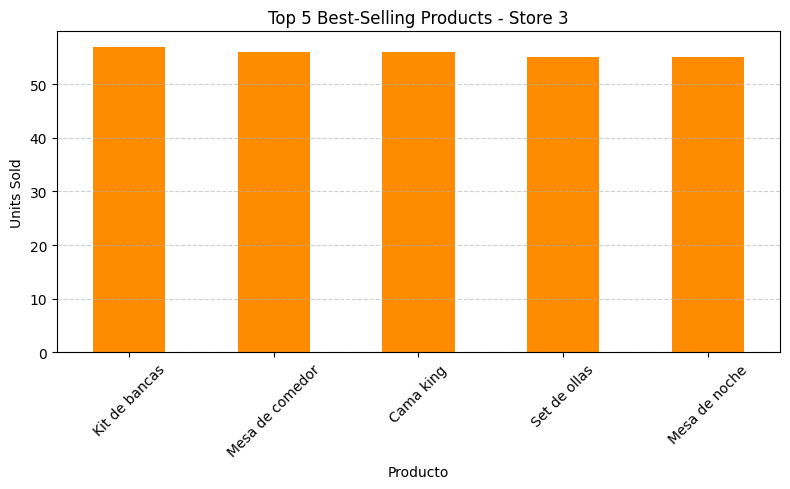 Top 5 Best-Selling Products - Store 3
Units Sold
50
40
30
20
10
0
Kit de bancas
Mesa de comedor
Cama king
Set de ollas
Mesa de noche
Producto